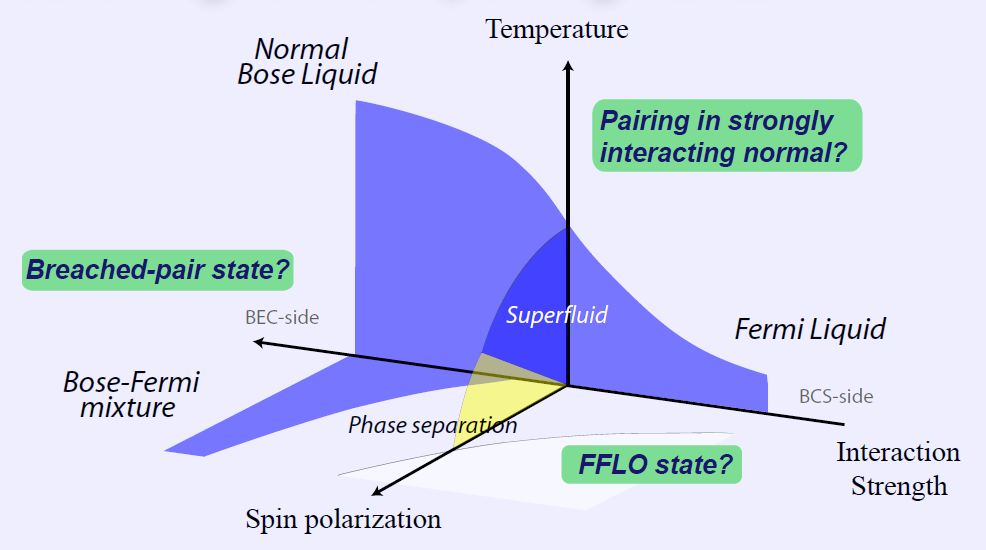 Temperature
Normal
Bose Liquid
Pairing in strongly
interacting normal?
Breached-pair state?
BEC-side
Superfluid
Fermi Liquid
Bose-Fermi
mixture
BCS-side
Phase separation
FFLO state?
Interaction
Strength
Spin polarization